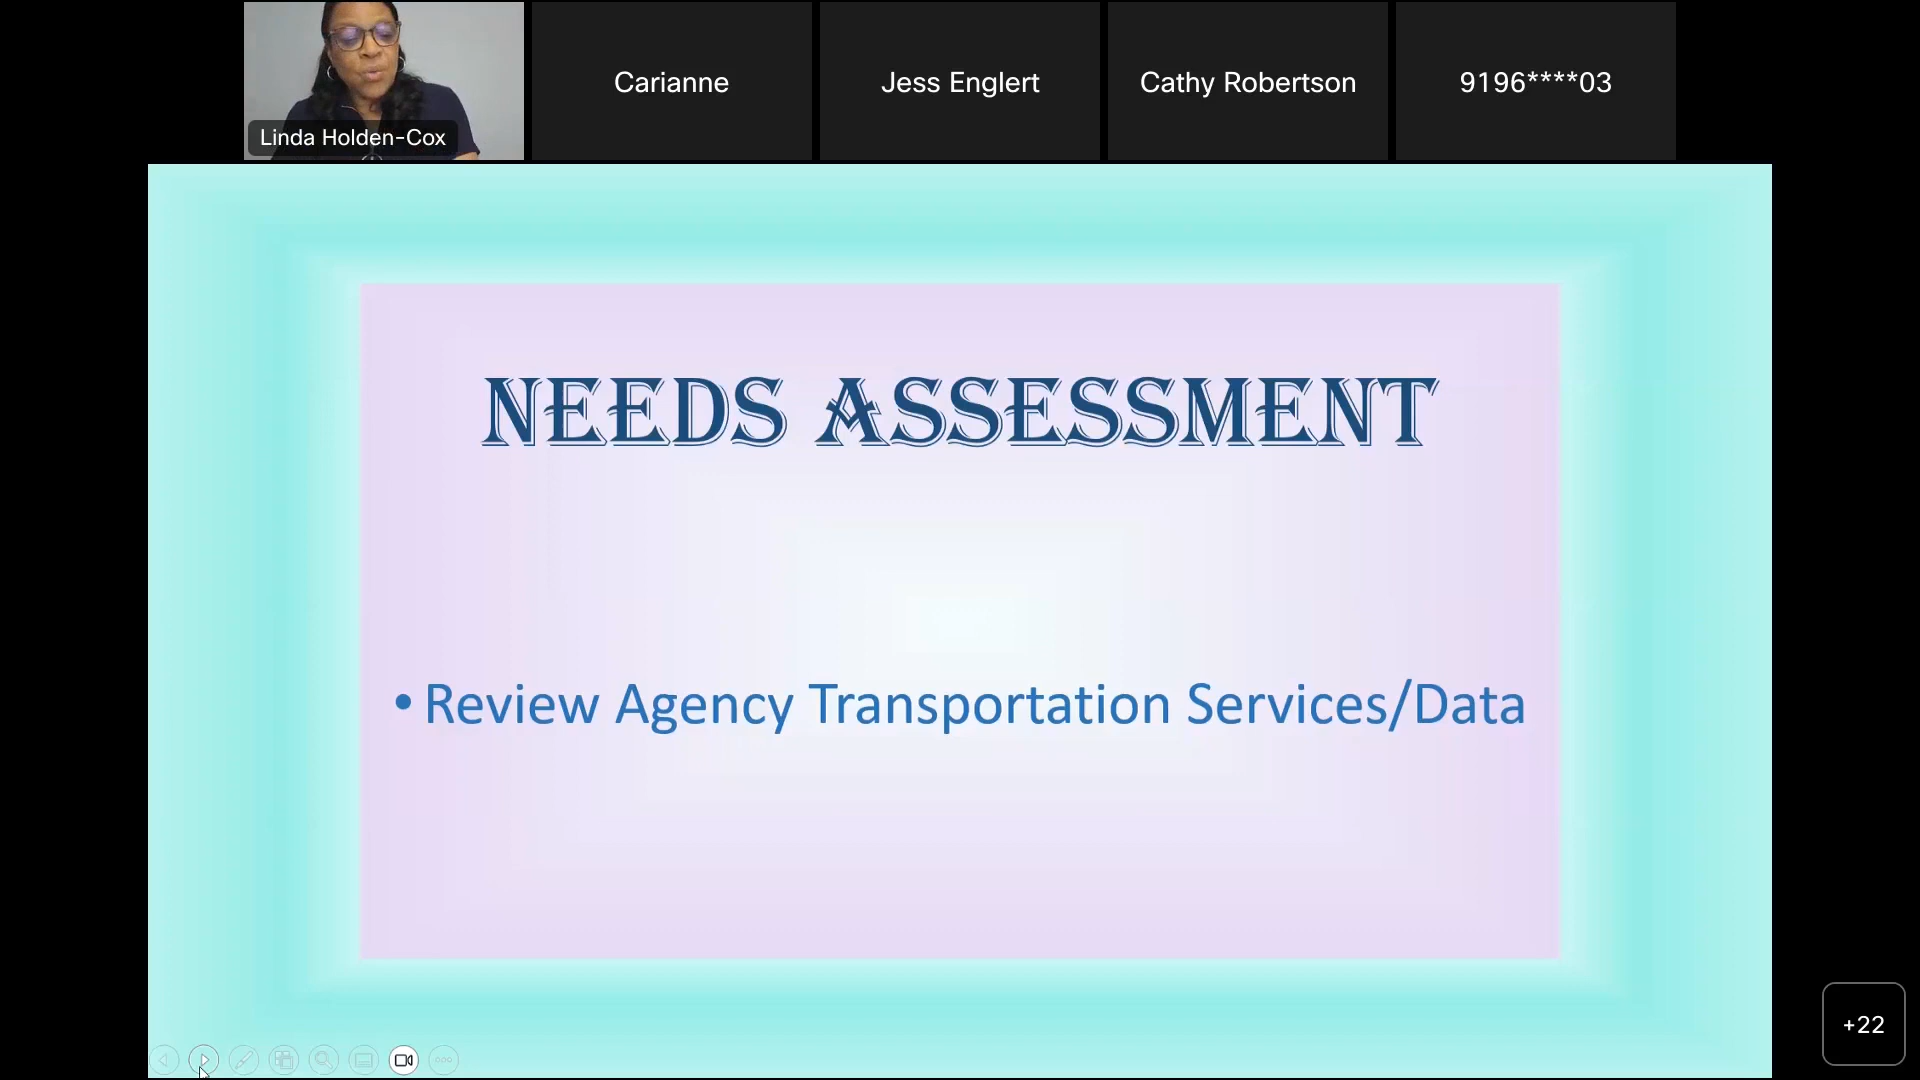 Linda Holden-Cox
Carianne
Jess Englert
Cathy Robertson
9196****03
NEEDS ASSESSMENT
• Review Agency Transportation Services/Data
+22